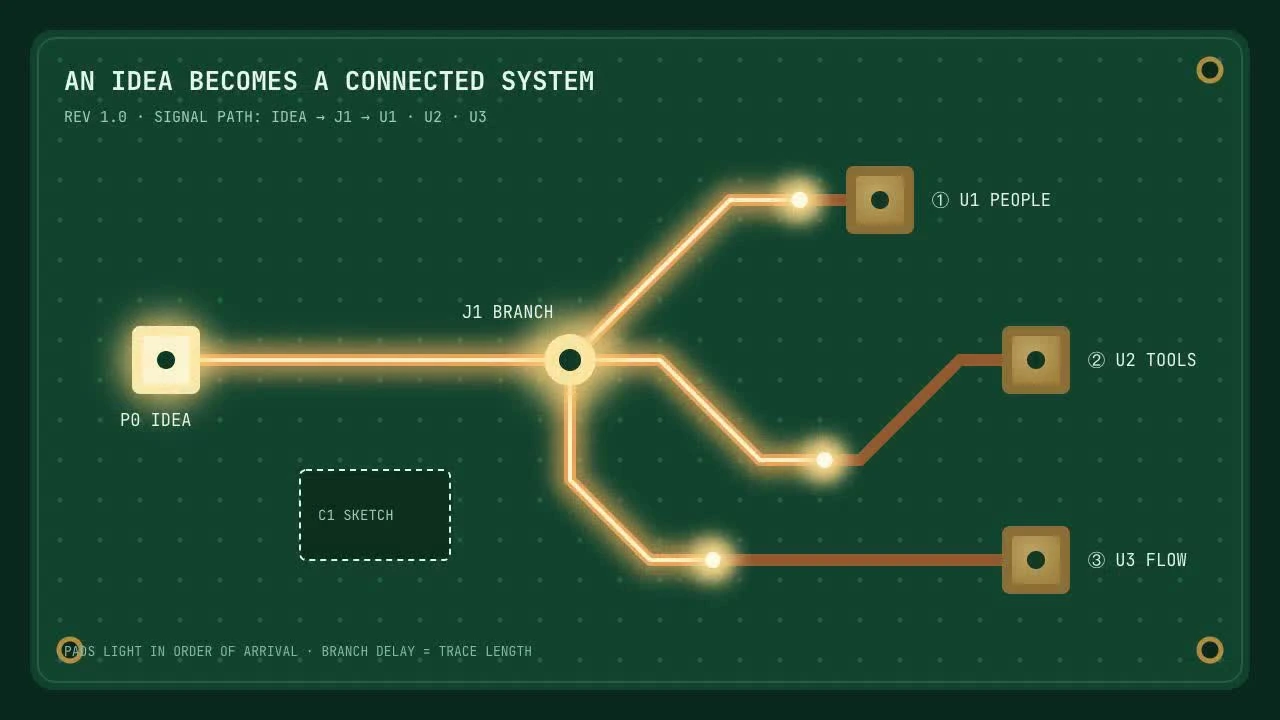 AN IDEA BECOMES A CONNECTED SYSTEM
REV 1.0 · SIGNAL PATH: IDEA → J1 → U1 · U2 · U3
① U1 PEOPLE
J1 BRANCH
② U2 TOOLS
P0 IDEA
C1 SKETCH
③ U3 FLOW
PADS LIGHT IN ORDER OF ARRIVAL · BRANCH DELAY = TRACE LENGTH